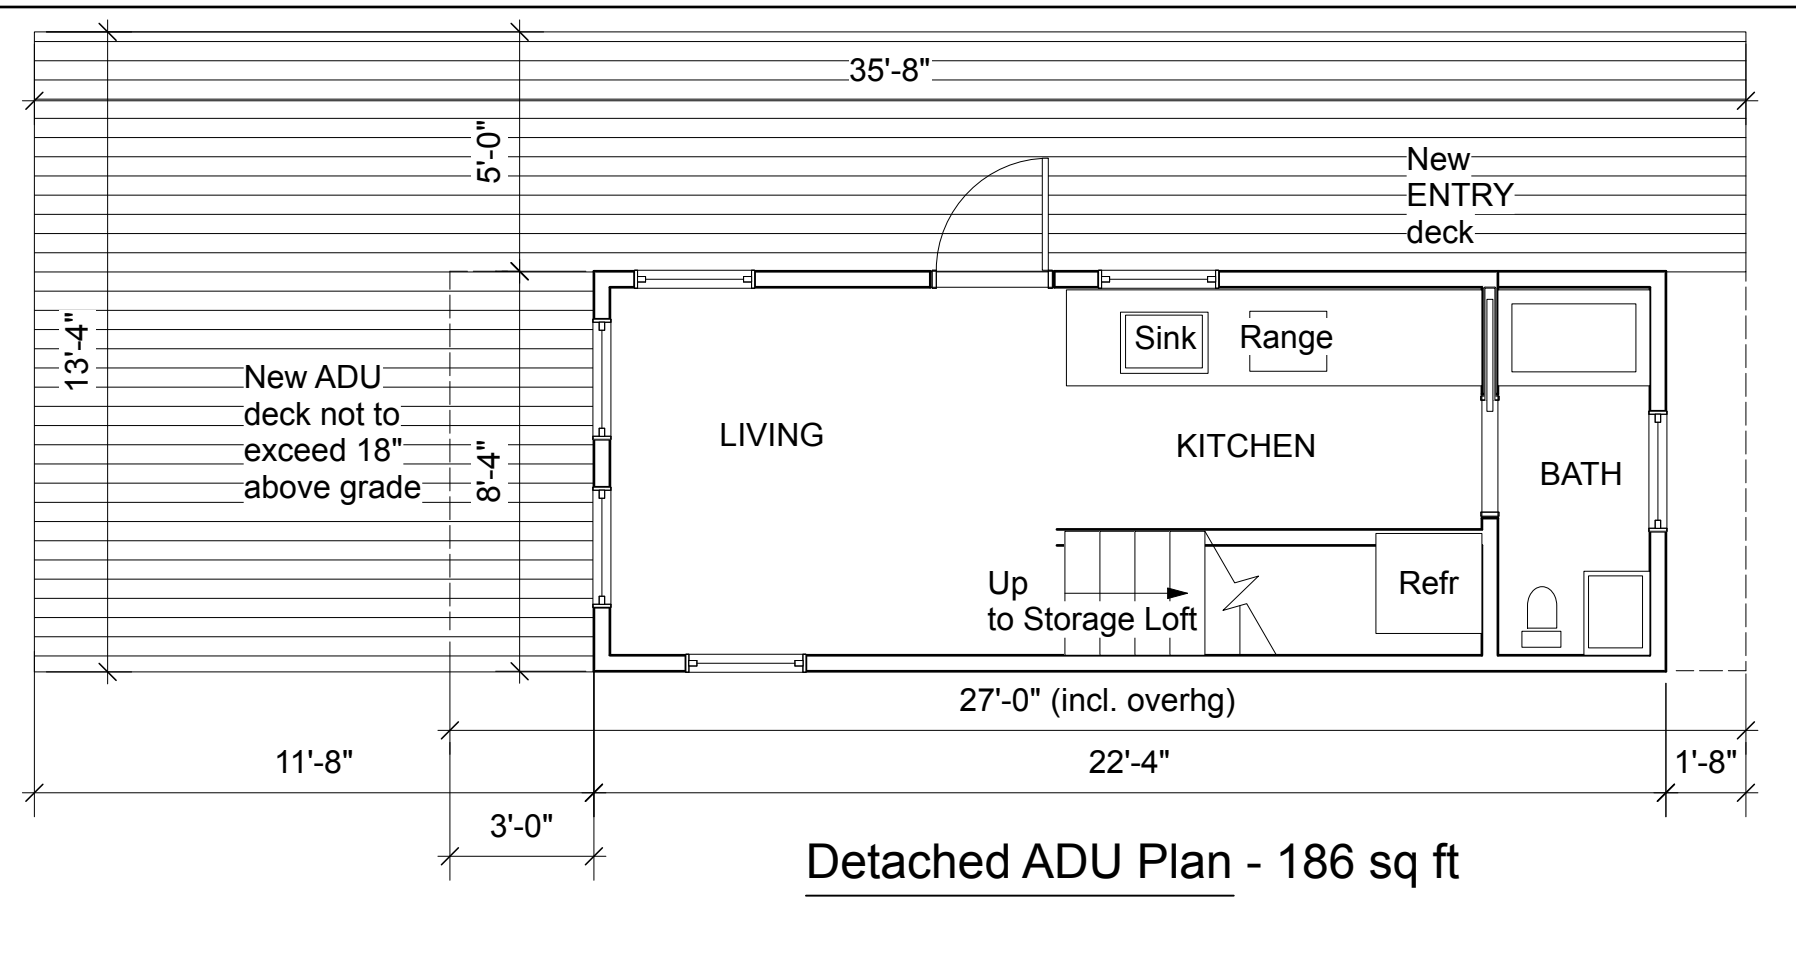 35'-8"
5'-0"
New
ENTRY
deck
13'-4"
New ADU
deck not to
exceed 18"
above grade
8'-4"
Sink
Range
LIVING
KITCHEN
BATH
Up
to Storage Loft
Refr
27'-0" (incl. overhg)
11'-8"
22'-4"
1'-8"
3'-0"
Detached ADU Plan - 186 sq ft